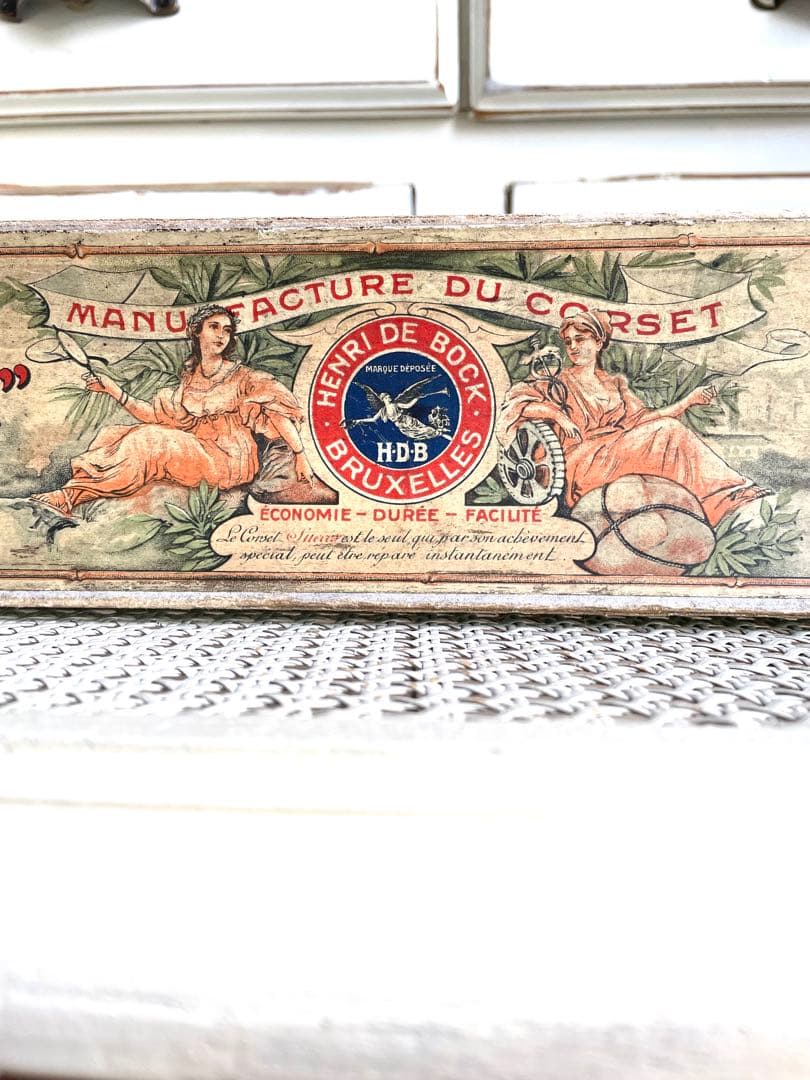 MANUFACTURE DU CORSET
”
HENRI DE BOCK
MARQUE DÉPOSÉE
H·D·B
BRUXELLES
ÉCONOMIE – DURÉE – FACILITÉ
Le Corset est le seul qui par son achèvement
spécial, peut être réparé instantanément.